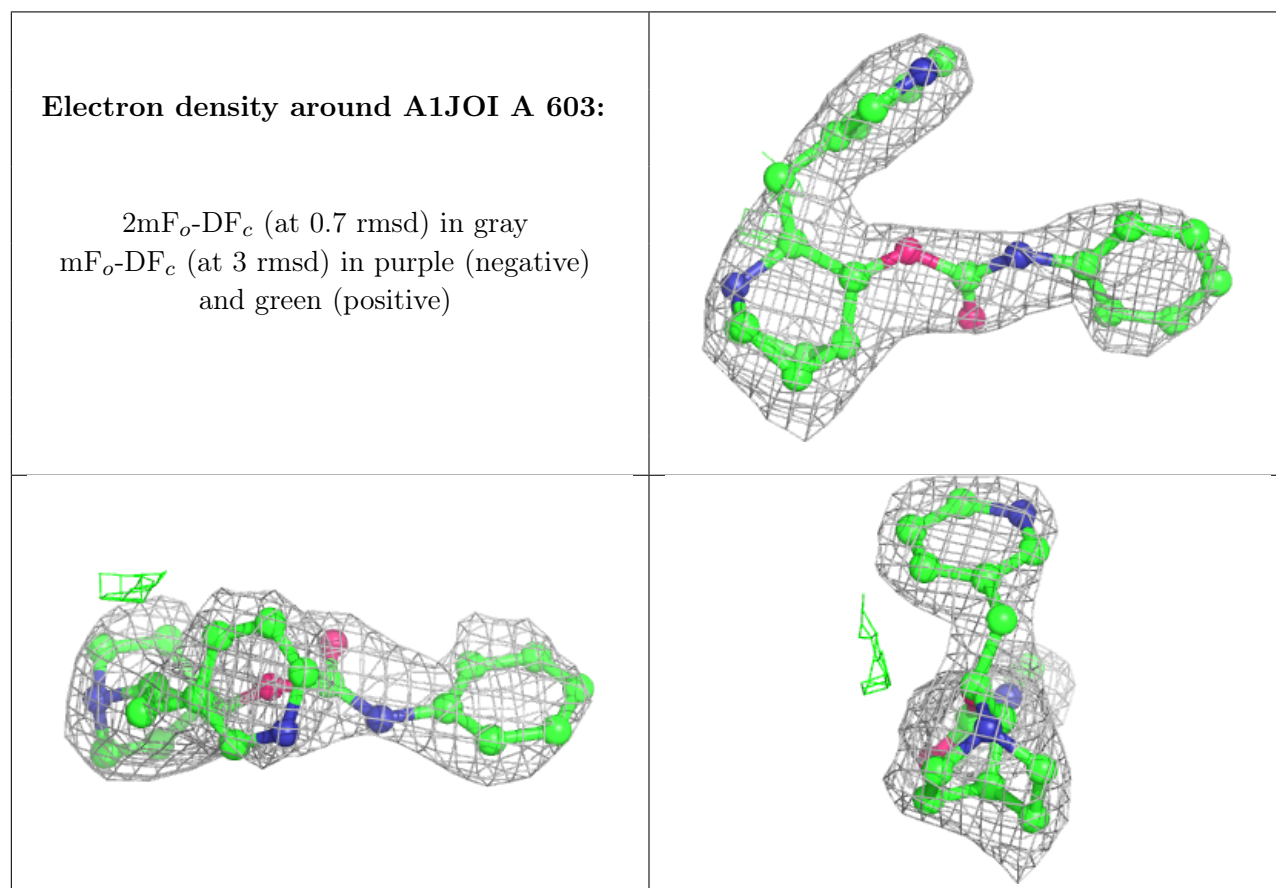 Electron density around A1JOI A 603:
2mFo-DFc (at 0.7 rmsd) in gray
mFo-DFc (at 3 rmsd) in purple (negative)
and green (positive)